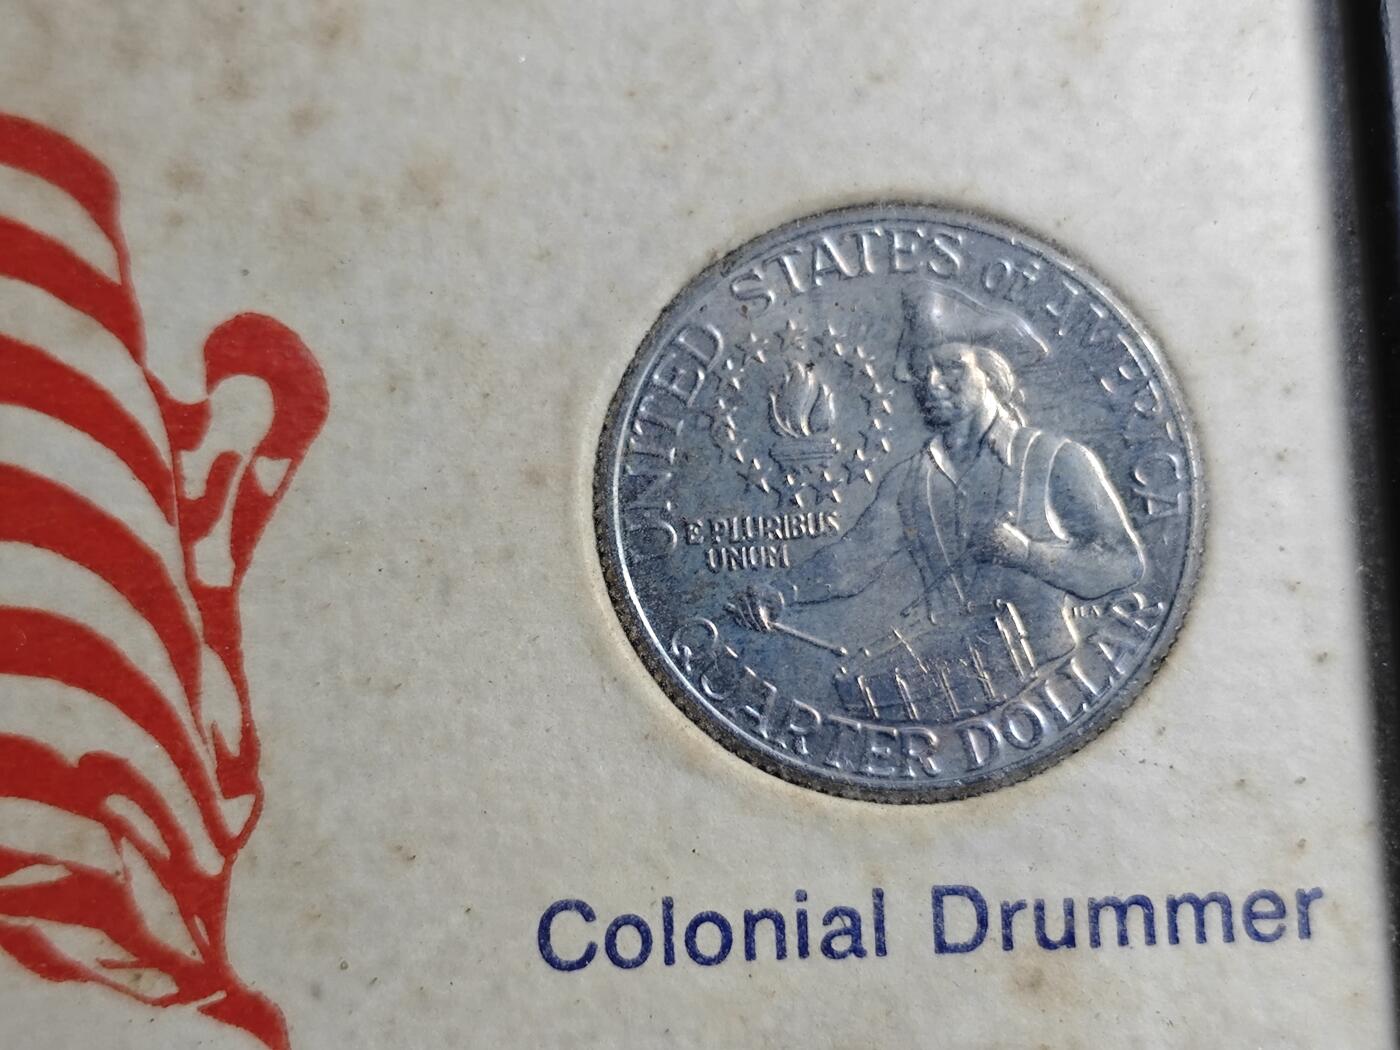 UNITED STATES of AMERICA
E PLURIBUS
UNUM
QUARTER DOLLAR
Colonial Drummer